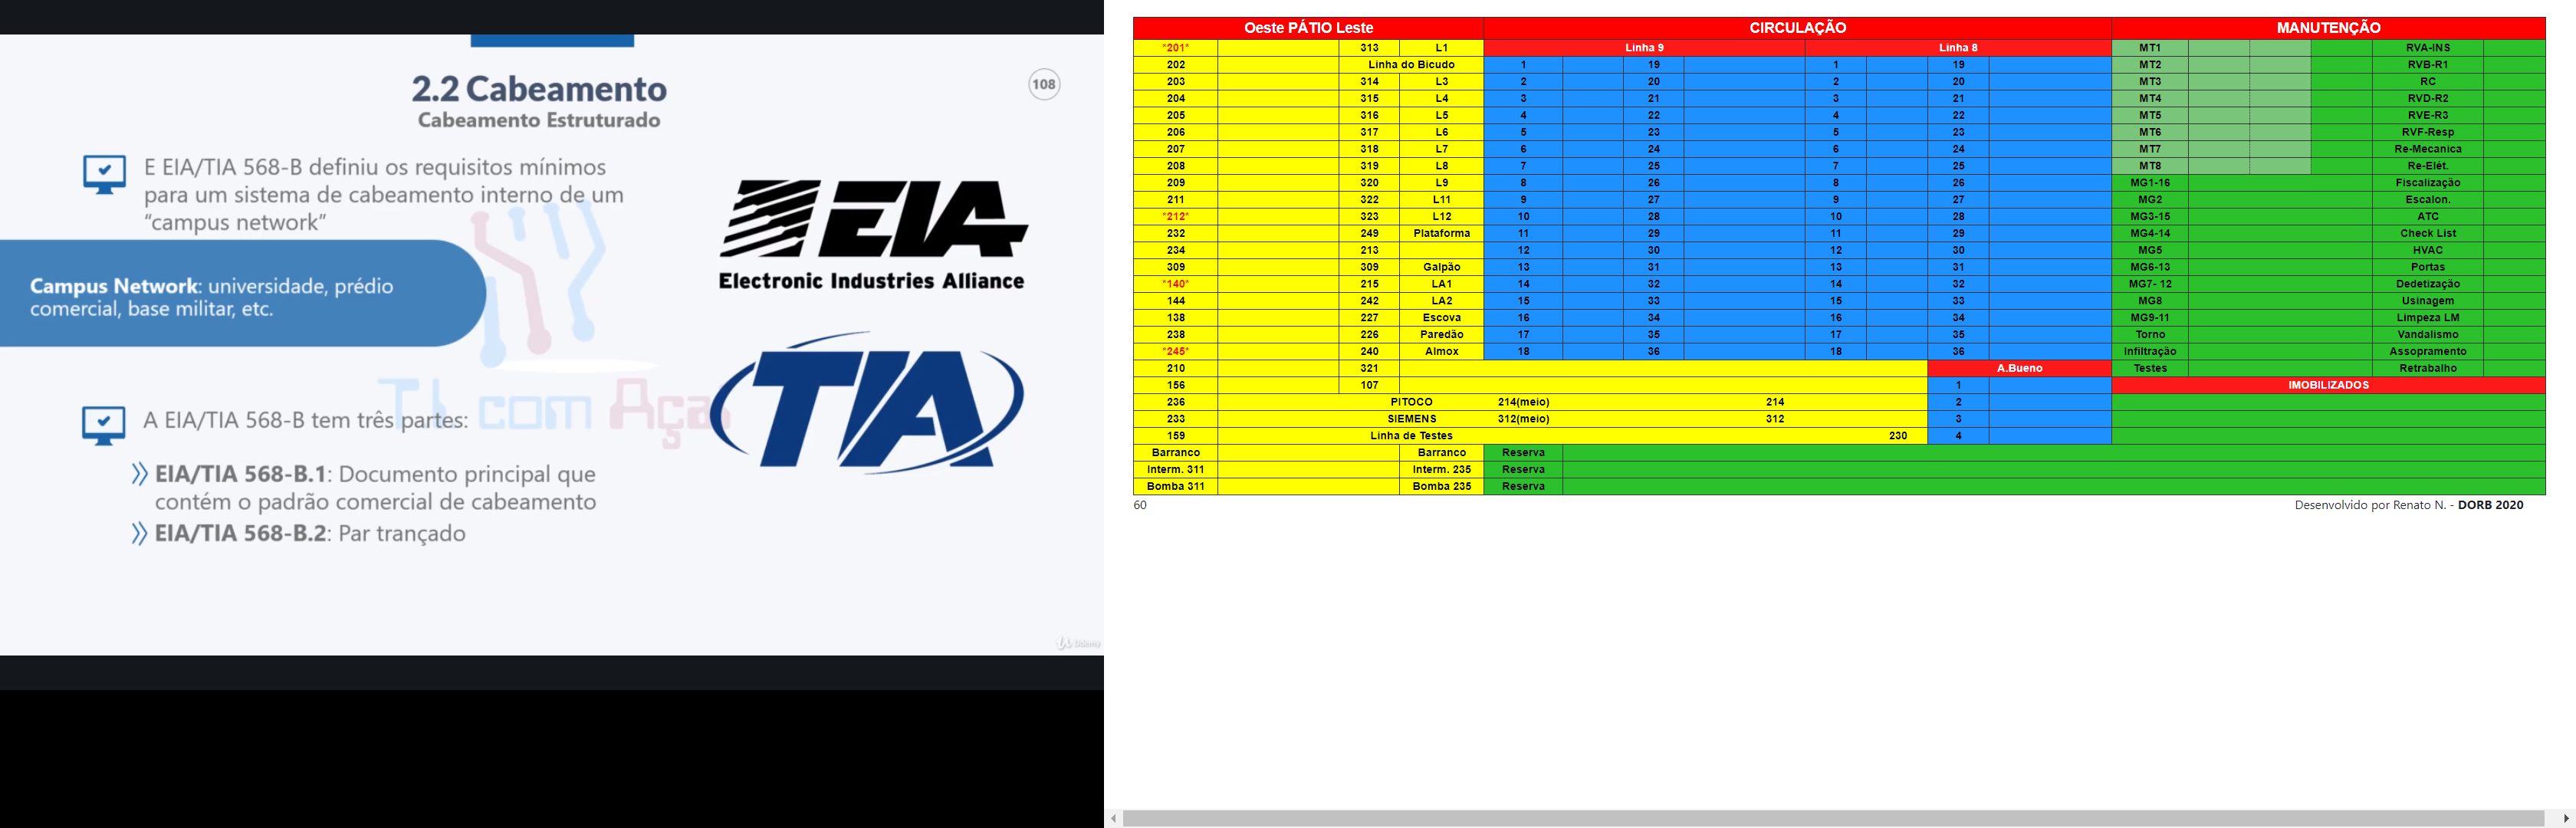 2.2 Cabeamento
Cabeamento Estruturado
108
E EIA/TIA 568-B definiu os requisitos mínimos
para um sistema de cabeamento interno de um
“campus network”
Campus Network: universidade, prédio
comercial, base militar, etc.
EIA
Electronic Industries Alliance
TIA
TI com Açã
A EIA/TIA 568-B tem três partes:
EIA/TIA 568-B.1: Documento principal que
contém o padrão comercial de cabeamento
EIA/TIA 568-B.2: Par trançado
Udemy
Oeste PÁTIO Leste CIRCULAÇÃO MANUTENÇÃO
*201* 313 L1 Linha 9 Linha 8 MT1 RVA-INS
202 Linha do Bicudo 1 19 1 19 MT2 RVB-R1
203 314 L3 2 20 2 20 MT3 RC
204 315 L4 3 21 3 21 MT4 RVD-R2
205 316 L5 4 22 4 22 MT5 RVE-R3
206 317 L6 5 23 5 23 MT6 RVF-Resp
207 318 L7 6 24 6 24 MT7 Re-Mecanica
208 319 L8 7 25 7 25 MT8 Re-Elét.
209 320 L9 8 26 8 26 MG1-16 Fiscalização
211 322 L11 9 27 9 27 MG2 Escalon.
*212* 323 L12 10 28 10 28 MG3-15 ATC
232 249 Plataforma 11 29 11 29 MG4-14 Check List
234 213 12 30 12 30 MG5 HVAC
309 309 Galpão 13 31 13 31 MG6-13 Portas
*140* 215 LA1 14 32 14 32 MG7- 12 Dedetização
144 242 LA2 15 33 15 33 MG8 Usinagem
138 227 Escova 16 34 16 34 MG9-11 Limpeza LM
238 226 Paredão 17 35 17 35 Torno Vandalismo
*245* 240 Almox 18 36 18 36 Infiltração Assopramento
210 321 A.Bueno Testes Retrabalho
156 107 1 IMOBILIZADOS
236 PITOCO 214(meio) 214 2
233 SIEMENS 312(meio) 312 3
159 Linha de Testes 230 4
Barranco Barranco Reserva
Interm. 311 Interm. 235 Reserva
Bomba 311 Bomba 235 Reserva
60 Desenvolvido por Renato N. - DORB 2020